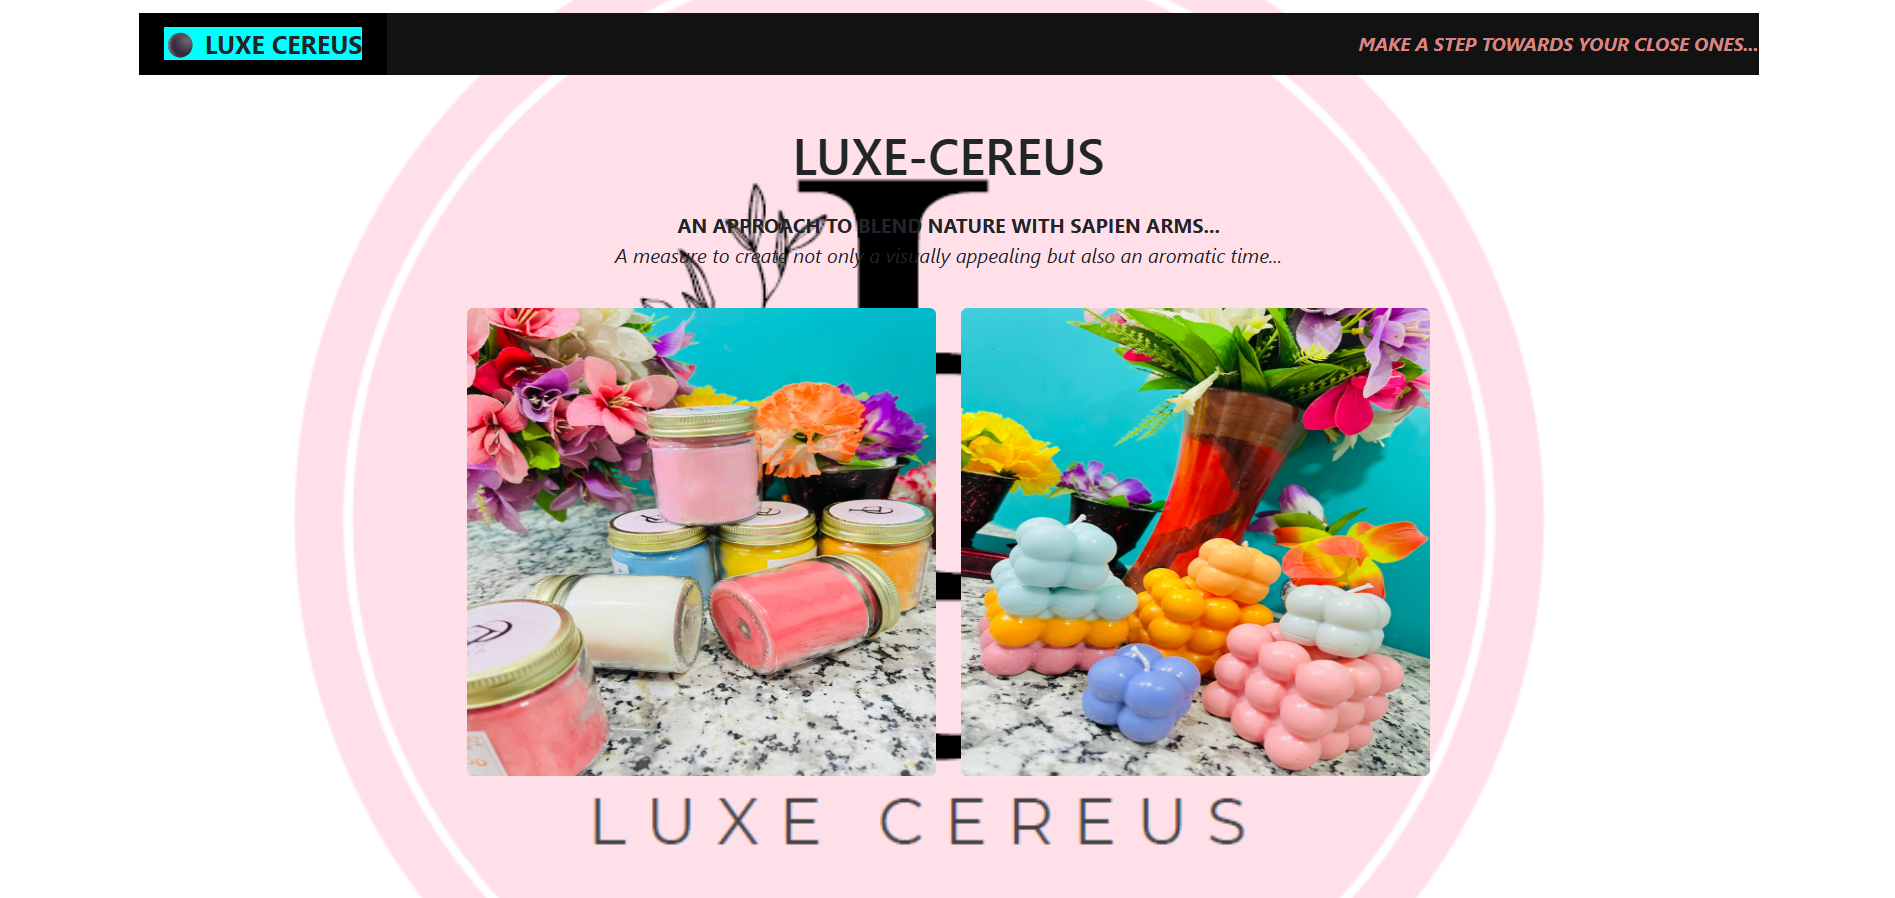 LUXE CEREUS
MAKE A STEP TOWARDS YOUR CLOSE ONES...
LUXE-CEREUS
AN APPROACH TO BLEND NATURE WITH SAPIEN ARMS...
A measure to create not only a visually appealing but also an aromatic time...
LUXE CEREUS